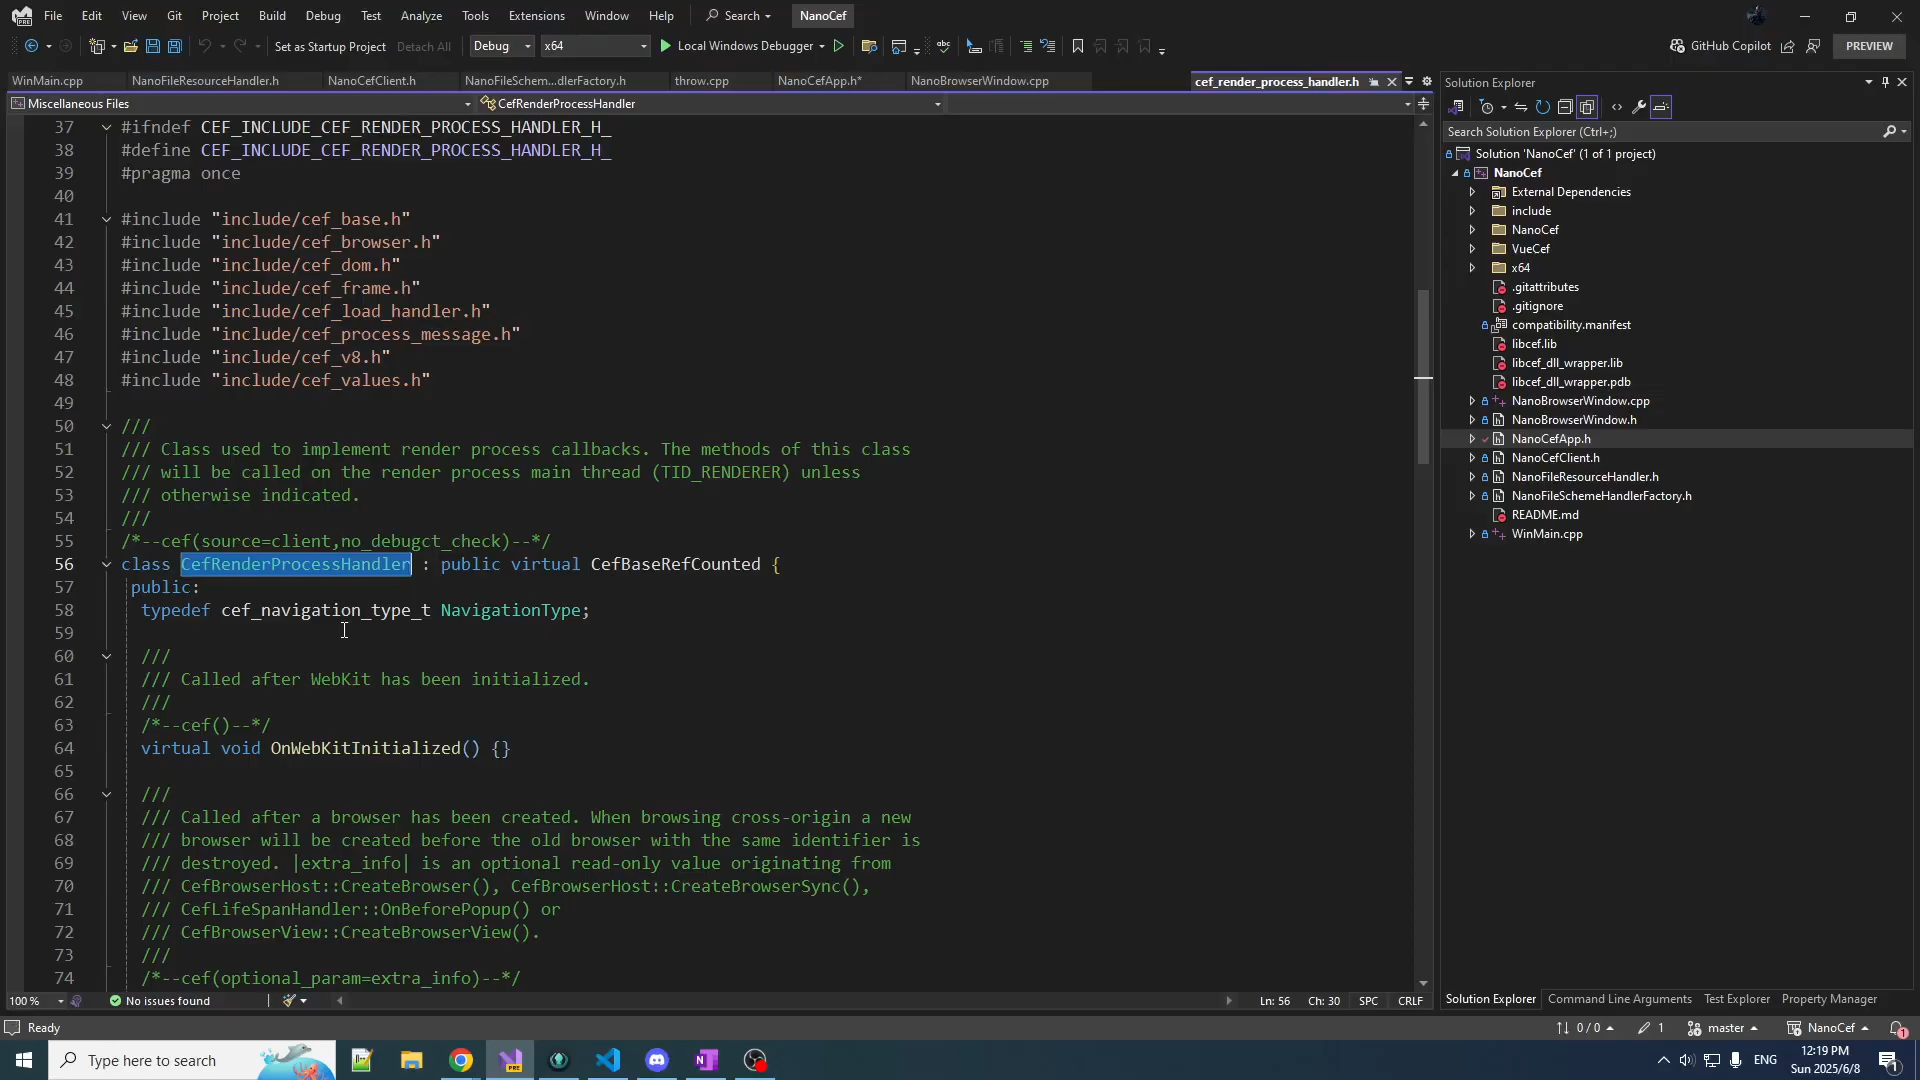 File Edit View Git Project Build Debug Test Analyze Tools Extensions Window Help Search NanoCef
Set as Startup Project Detach All Debug x64 Local Windows Debugger GitHub Copilot PREVIEW
WinMain.cpp NanoFileResourceHandler.h NanoCefClient.h NanoFileSchem...dlerFactory.h throw.cpp NanoCefApp.h* NanoBrowserWindow.cpp cef_render_process_handler.h
Miscellaneous Files CefRenderProcessHandler
37 #ifndef CEF_INCLUDE_CEF_RENDER_PROCESS_HANDLER_H_
38 #define CEF_INCLUDE_CEF_RENDER_PROCESS_HANDLER_H_
39 #pragma once
40
41 #include "include/cef_base.h"
42 #include "include/cef_browser.h"
43 #include "include/cef_dom.h"
44 #include "include/cef_frame.h"
45 #include "include/cef_load_handler.h"
46 #include "include/cef_process_message.h"
47 #include "include/cef_v8.h"
48 #include "include/cef_values.h"
49
50 ///
51 /// Class used to implement render process callbacks. The methods of this class
52 /// will be called on the render process main thread (TID_RENDERER) unless
53 /// otherwise indicated.
54 ///
55 /*--cef(source=client,no_debugct_check)--*/
56 class CefRenderProcessHandler : public virtual CefBaseRefCounted {
57 public:
58 typedef cef_navigation_type_t NavigationType;
59
60 ///
61 /// Called after WebKit has been initialized.
62 ///
63 /*--cef()--*/
64 virtual void OnWebKitInitialized() {}
65
66 ///
67 /// Called after a browser has been created. When browsing cross-origin a new
68 /// browser will be created before the old browser with the same identifier is
69 /// destroyed. |extra_info| is an optional read-only value originating from
70 /// CefBrowserHost::CreateBrowser(), CefBrowserHost::CreateBrowserSync(),
71 /// CefLifeSpanHandler::OnBeforePopup() or
72 /// CefBrowserView::CreateBrowserView().
73 ///
74 /*--cef(optional_param=extra_info)--*/
100 % No issues found Ln: 56 Ch: 30 SPC CRLF
Solution Explorer
Search Solution Explorer (Ctrl+;)
Solution 'NanoCef' (1 of 1 project)
NanoCef
External Dependencies
include
NanoCef
VueCef
x64
.gitattributes
.gitignore
compatibility.manifest
libcef.lib
libcef_dll_wrapper.lib
libcef_dll_wrapper.pdb
NanoBrowserWindow.cpp
NanoBrowserWindow.h
NanoCefApp.h
NanoCefClient.h
NanoFileResourceHandler.h
NanoFileSchemeHandlerFactory.h
README.md
WinMain.cpp
Solution Explorer Command Line Arguments Test Explorer Property Manager
Ready 0 / 0 1 master NanoCef 1
Type here to search ENG 12:19 PM
Sun 2025/6/8 1